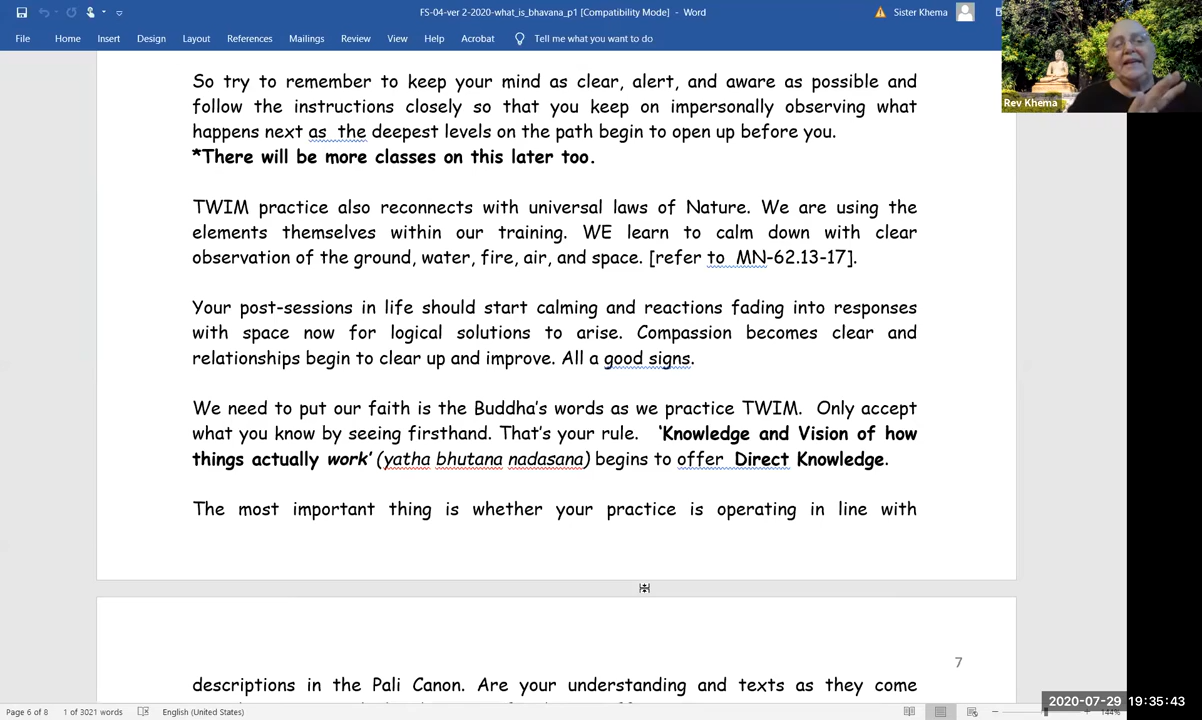 FS-04-ver 2-2020-what_is_bhavana_p1 [Compatibility Mode] - Word
Sister Khema
File Home Insert Design Layout References Mailings Review View Help Acrobat Tell me what you want to do
Rev Khema
So try to remember to keep your mind as clear, alert, and aware as possible and
follow the instructions closely so that you keep on impersonally observing what
happens next as the deepest levels on the path begin to open up before you.
*There will be more classes on this later too.
TWIM practice also reconnects with universal laws of Nature. We are using the
elements themselves within our training. WE learn to calm down with clear
observation of the ground, water, fire, air, and space. [refer to MN-62.13-17].
Your post-sessions in life should start calming and reactions fading into responses
with space now for logical solutions to arise. Compassion becomes clear and
relationships begin to clear up and improve. All a good signs.
We need to put our faith is the Buddha's words as we practice TWIM. Only accept
what you know by seeing firsthand. That's your rule. 'Knowledge and Vision of how
things actually work' (yatha bhutana nadasana) begins to offer Direct Knowledge.
The most important thing is whether your practice is operating in line with
7
descriptions in the Pali Canon. Are your understanding and texts as they come
Page 6 of 8 1 of 3021 words English (United States)
2020-07-29 19:35:43
144%